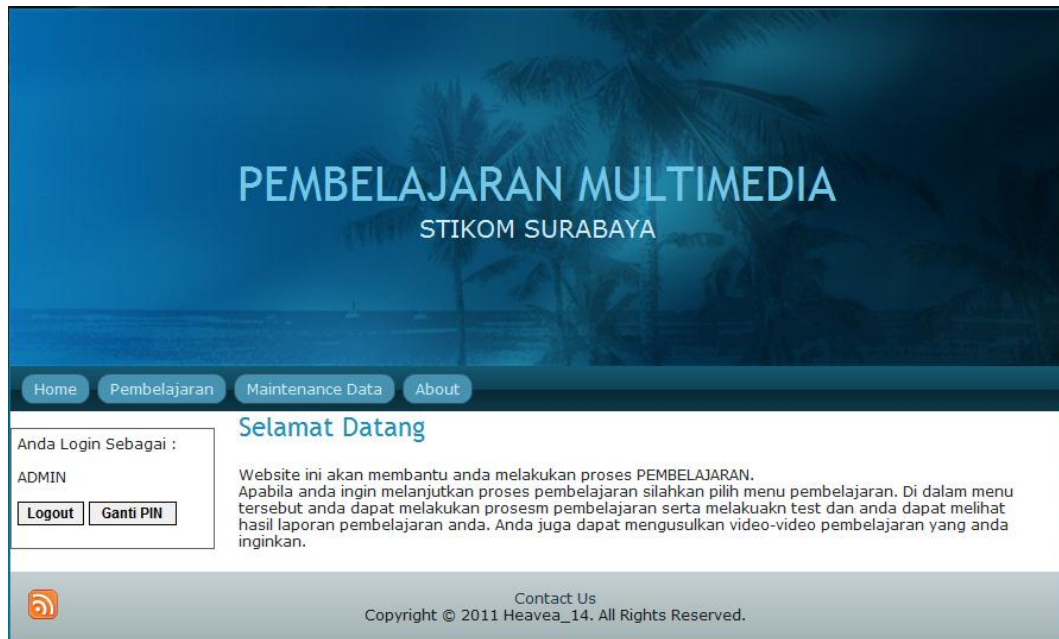 PEMBELAJARAN MULTIMEDIA
STIKOM SURABAYA
Home Pembelajaran Maintenance Data About
Anda Login Sebagai :
ADMIN
Logout Ganti PIN
Selamat Datang
Website ini akan membantu anda melakukan proses PEMBELAJARAN.
Apabila anda ingin melanjutkan proses pembelajaran silahkan pilih menu pembelajaran. Di dalam menu
tersebut anda dapat melakukan prosesm pembelajaran serta melakuakn test dan anda dapat melihat
hasil laporan pembelajaran anda. Anda juga dapat mengusulkan video-video pembelajaran yang anda
inginkan.
Contact Us
Copyright © 2011 Heavea_14. All Rights Reserved.